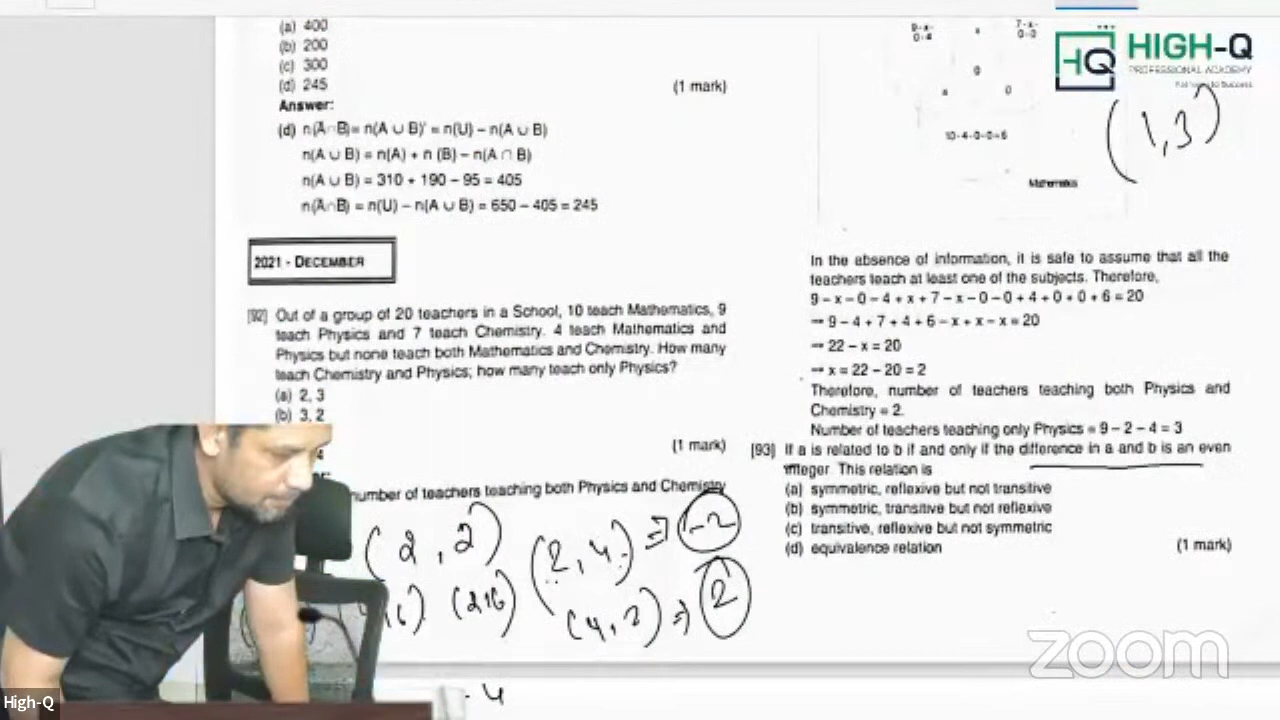 (a) 400
(b) 200
(c) 300
(d) 245
(1 mark)
Answer:
(d) n(A̅∩B̅)= n(A ∪ B)' = n(U) – n(A ∪ B)
n(A ∪ B) = n(A) + n (B) – n(A ∩ B)
n(A ∪ B) = 310 + 190 – 95 = 405
n(A̅∩B̅) = n(U) – n(A ∪ B) = 650 – 405 = 245
2021 - DECEMBER
[92] Out of a group of 20 teachers in a School, 10 teach Mathematics, 9
teach Physics and 7 teach Chemistry. 4 teach Mathematics and
Physics but none teach both Mathematics and Chemistry. How many
teach Chemistry and Physics; how many teach only Physics?
(a) 2, 3
(b) 3, 2
(1 mark)
number of teachers teaching both Physics and Chemistry
(2, 2) (2, 4) ⇒ -2
(2,6) (4, 2) ⇒ 2
- 4
High-Q
9-x-
0-4
x
7-x-
0-0
0
0
10-4-0-0=6
Mathematics
HQ
HIGH-Q
PROFESSIONAL ACADEMY
(1,3)
In the absence of information, it is safe to assume that all the
teachers teach at least one of the subjects. Therefore,
9 – x – 0 – 4 + x + 7 – x – 0 – 0 + 4 + 0 + 0 + 6 = 20
⇒ 9 – 4 + 7 + 4 + 6 – x + x – x = 20
⇒ 22 – x = 20
⇒ x = 22 – 20 = 2
Therefore, number of teachers teaching both Physics and
Chemistry = 2.
Number of teachers teaching only Physics = 9 – 2 – 4 = 3
[93] If a is related to b if and only if the difference in a and b is an even
integer. This relation is
(a) symmetric, reflexive but not transitive
(b) symmetric, transitive but not reflexive
(c) transitive, reflexive but not symmetric
(d) equivalence relation
(1 mark)
zoom